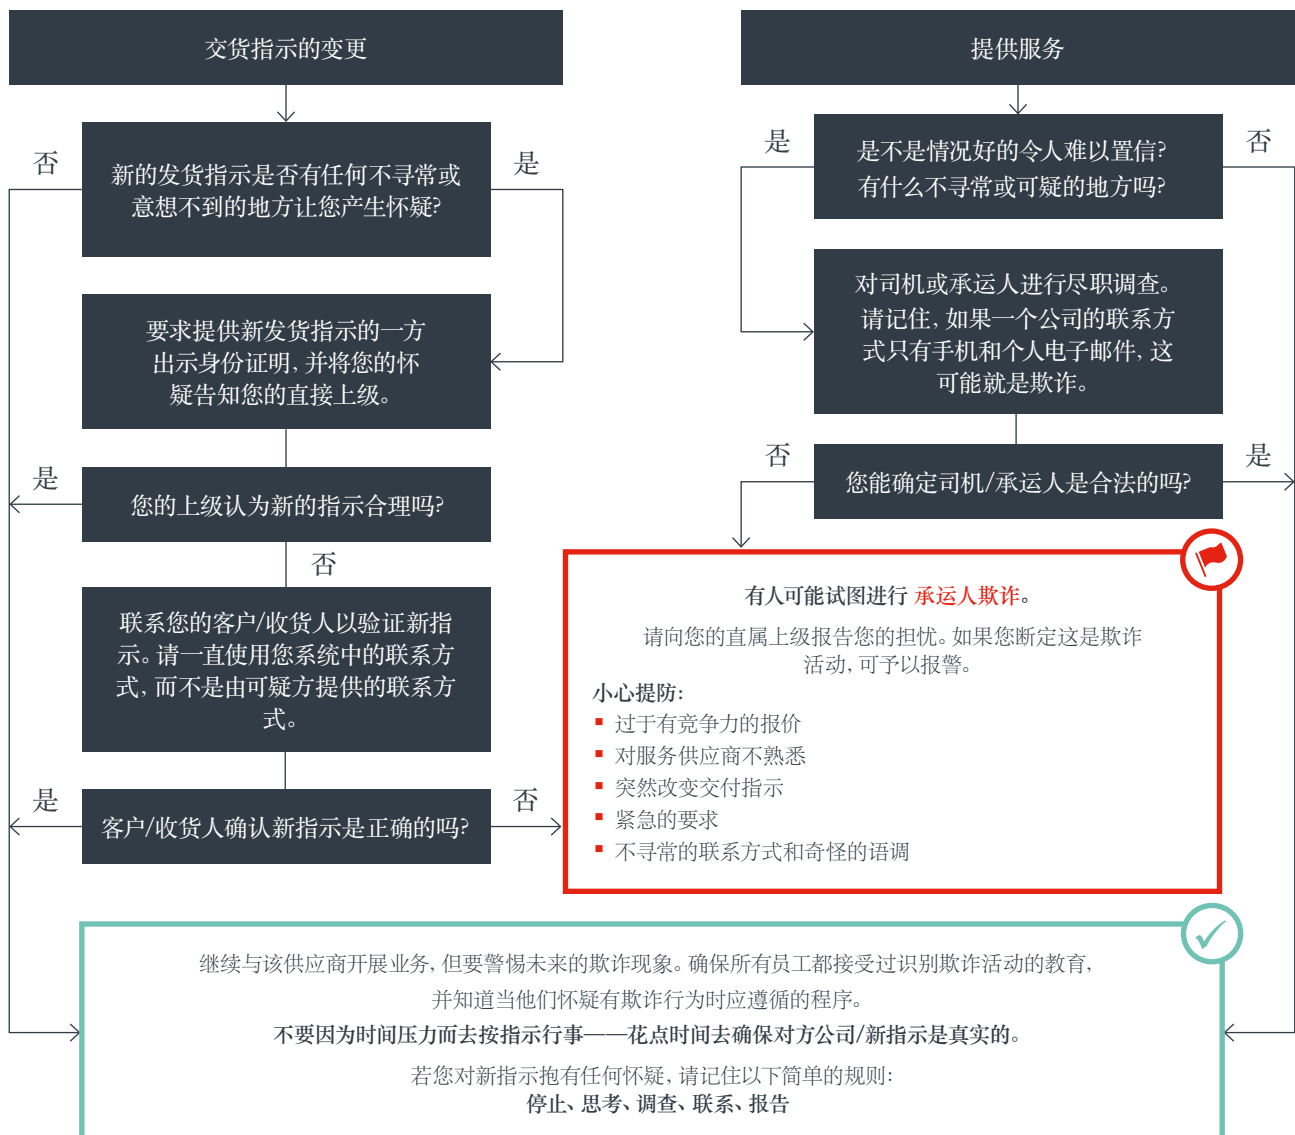 交货指示的变更
否
是
新的发货指示是否有任何不寻常或
意想不到的地方让您产生怀疑?
要求提供新发货指示的一方
出示身份证明, 并将您的怀
疑告知您的直接上级。
是
您的上级认为新的指示合理吗?
否
联系您的客户/收货人以验证新指
示。请一直使用您系统中的联系方
式, 而不是由可疑方提供的联系方
式。
是
否
客户/收货人确认新指示是正确的吗?
提供服务
是
否
是不是情况好的令人难以置信?
有什么不寻常或可疑的地方吗?
对司机或承运人进行尽职调查。
请记住, 如果一个公司的联系方
式只有手机和个人电子邮件, 这
可能就是欺诈。
否
是
您能确定司机/承运人是合法的吗?
有人可能试图进行 承运人欺诈。
请向您的直属上级报告您的担忧。如果您断定这是欺诈
活动, 可予以报警。
小心提防:
▪ 过于有竞争力的报价
▪ 对服务供应商不熟悉
▪ 突然改变交付指示
▪ 紧急的要求
▪ 不寻常的联系方式和奇怪的语调
继续与该供应商开展业务, 但要警惕未来的欺诈现象。确保所有员工都接受过识别欺诈活动的教育,
并知道当他们怀疑有欺诈行为时应遵循的程序。
不要因为时间压力而去按指示行事——花点时间去确保对方公司/新指示是真实的。
若您对新指示抱有任何怀疑, 请记住以下简单的规则:
停止、思考、调查、联系、报告